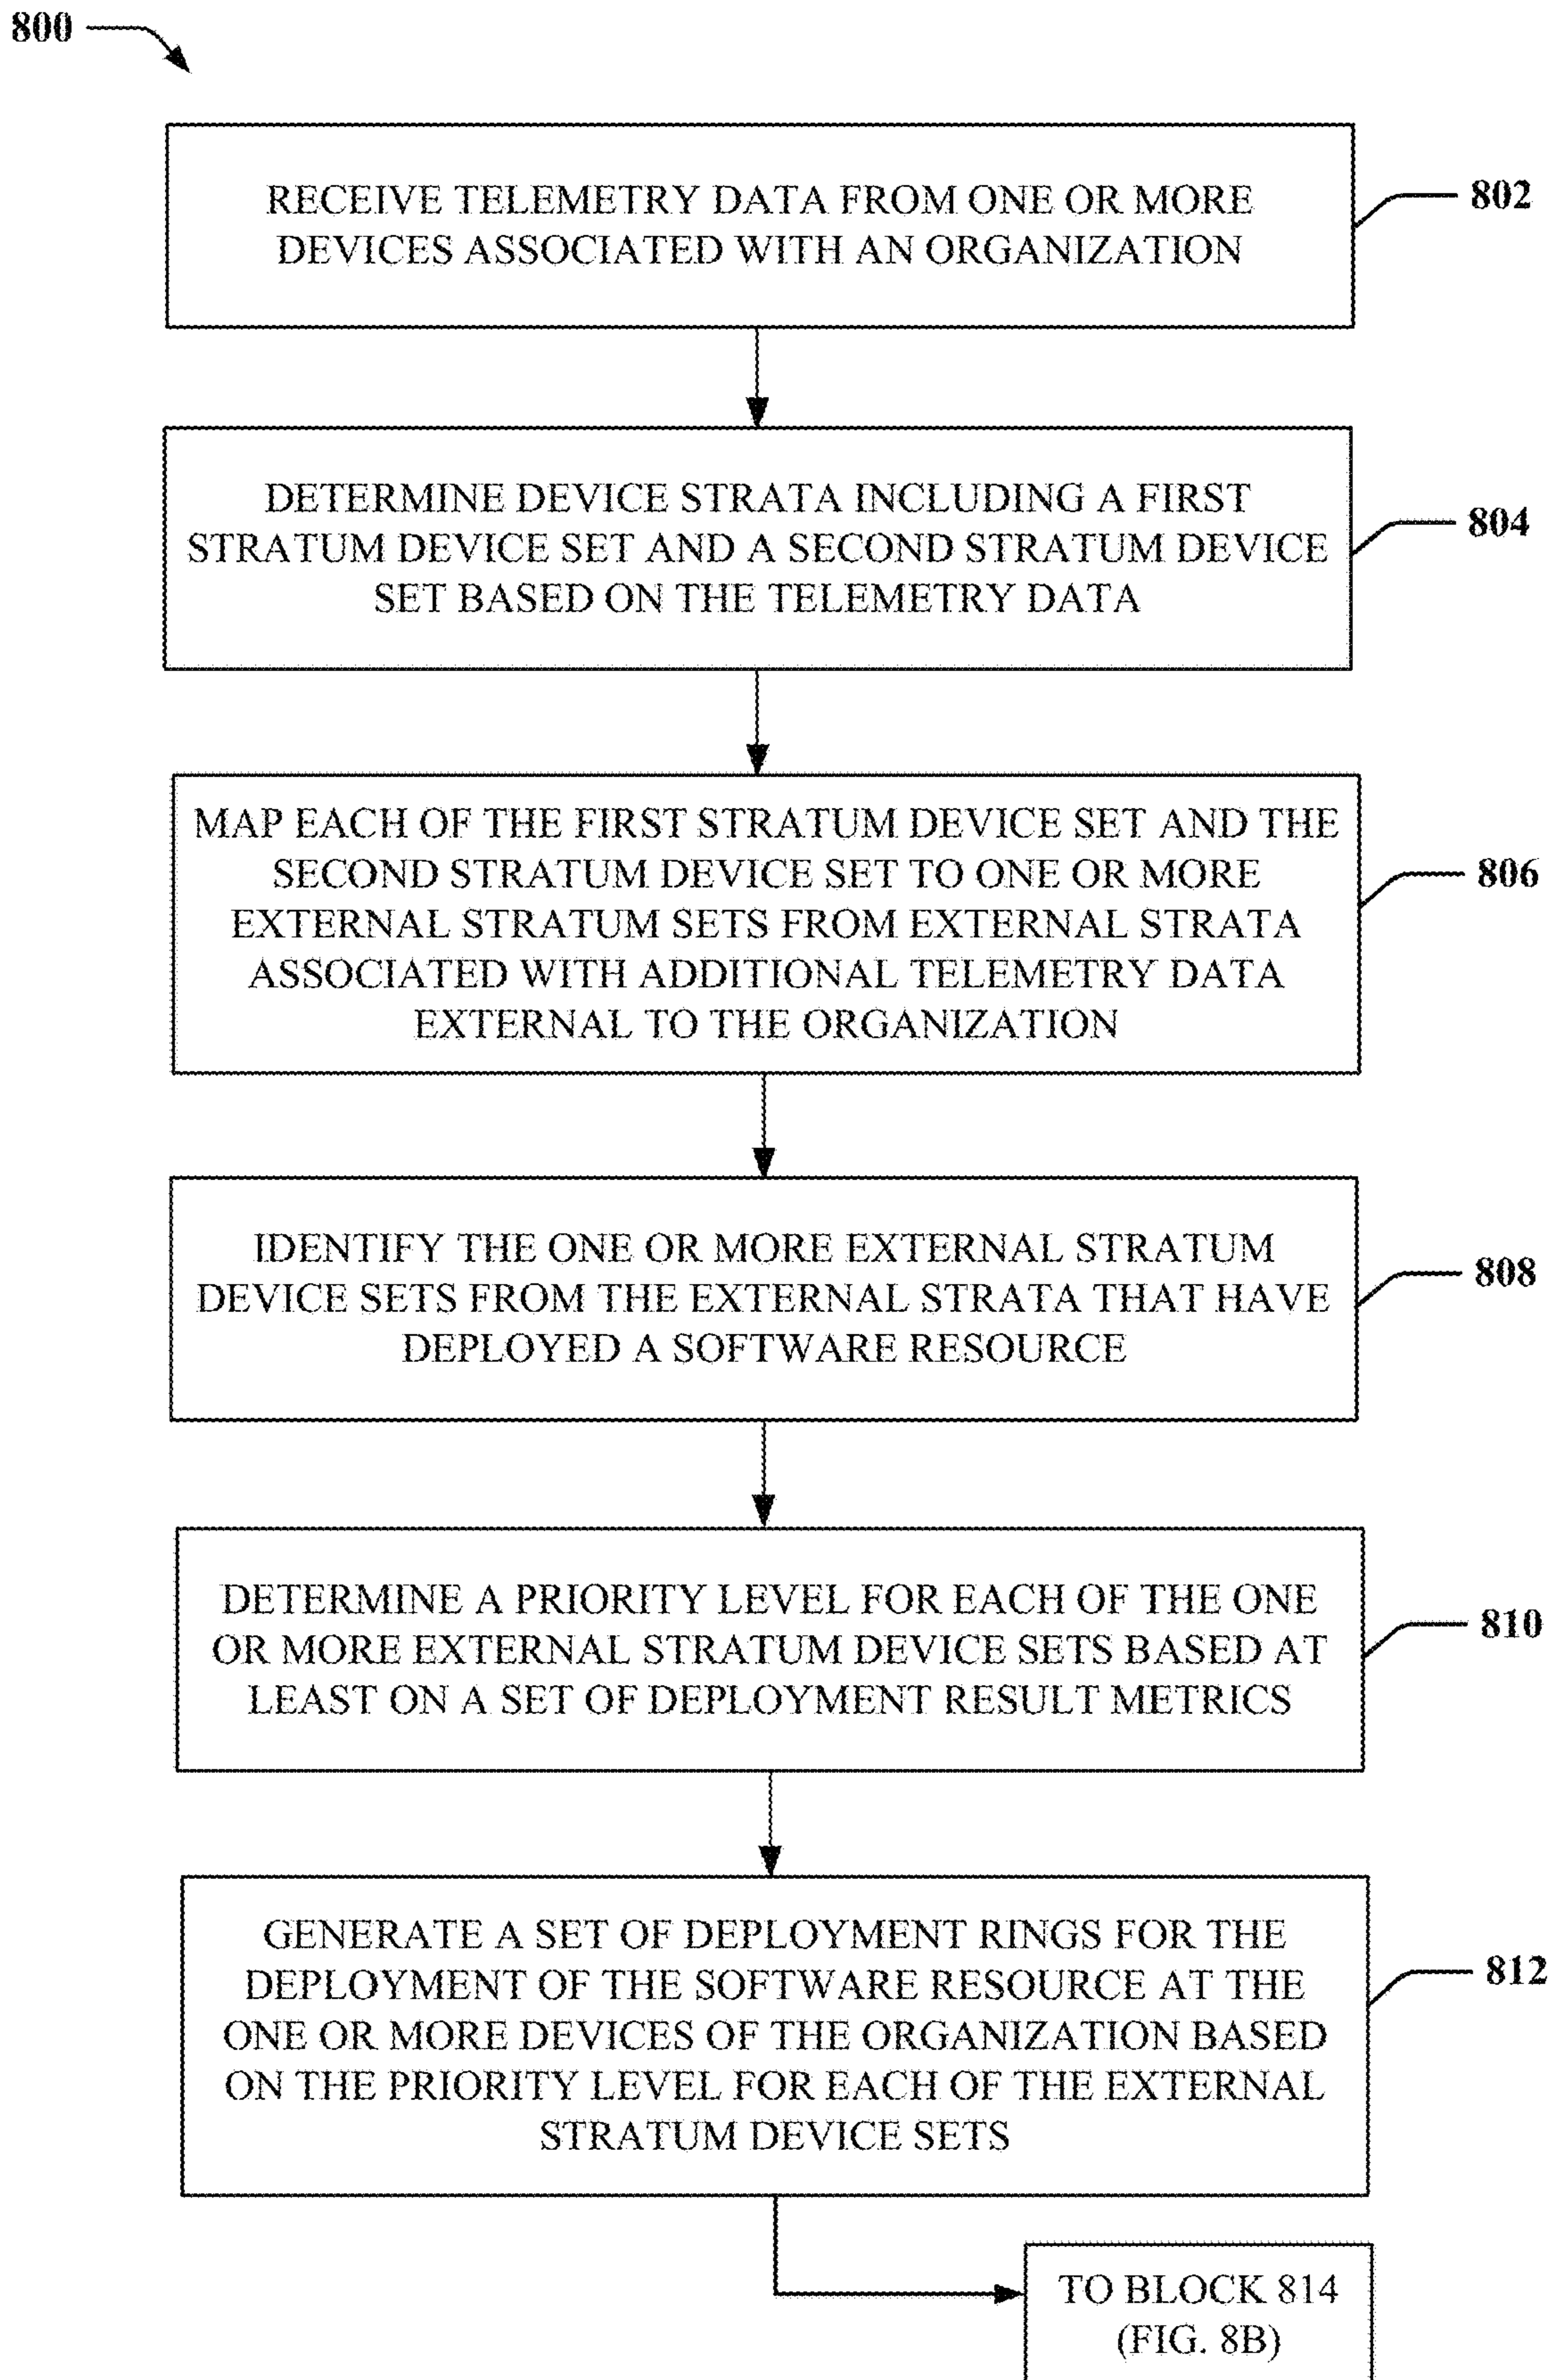 800
RECEIVE TELEMETRY DATA FROM ONE OR MORE
DEVICES ASSOCIATED WITH AN ORGANIZATION
802
DETERMINE DEVICE STRATA INCLUDING A FIRST
STRATUM DEVICE SET AND A SECOND STRATUM DEVICE
SET BASED ON THE TELEMETRY DATA
804
MAP EACH OF THE FIRST STRATUM DEVICE SET AND THE
SECOND STRATUM DEVICE SET TO ONE OR MORE
EXTERNAL STRATUM SETS FROM EXTERNAL STRATA
ASSOCIATED WITH ADDITIONAL TELEMETRY DATA
EXTERNAL TO THE ORGANIZATION
806
IDENTIFY THE ONE OR MORE EXTERNAL STRATUM
DEVICE SETS FROM THE EXTERNAL STRATA THAT HAVE
DEPLOYED A SOFTWARE RESOURCE
808
DETERMINE A PRIORITY LEVEL FOR EACH OF THE ONE
OR MORE EXTERNAL STRATUM DEVICE SETS BASED AT
LEAST ON A SET OF DEPLOYMENT RESULT METRICS
810
GENERATE A SET OF DEPLOYMENT RINGS FOR THE
DEPLOYMENT OF THE SOFTWARE RESOURCE AT THE
ONE OR MORE DEVICES OF THE ORGANIZATION BASED
ON THE PRIORITY LEVEL FOR EACH OF THE EXTERNAL
STRATUM DEVICE SETS
812
TO BLOCK 814
(FIG. 8B)